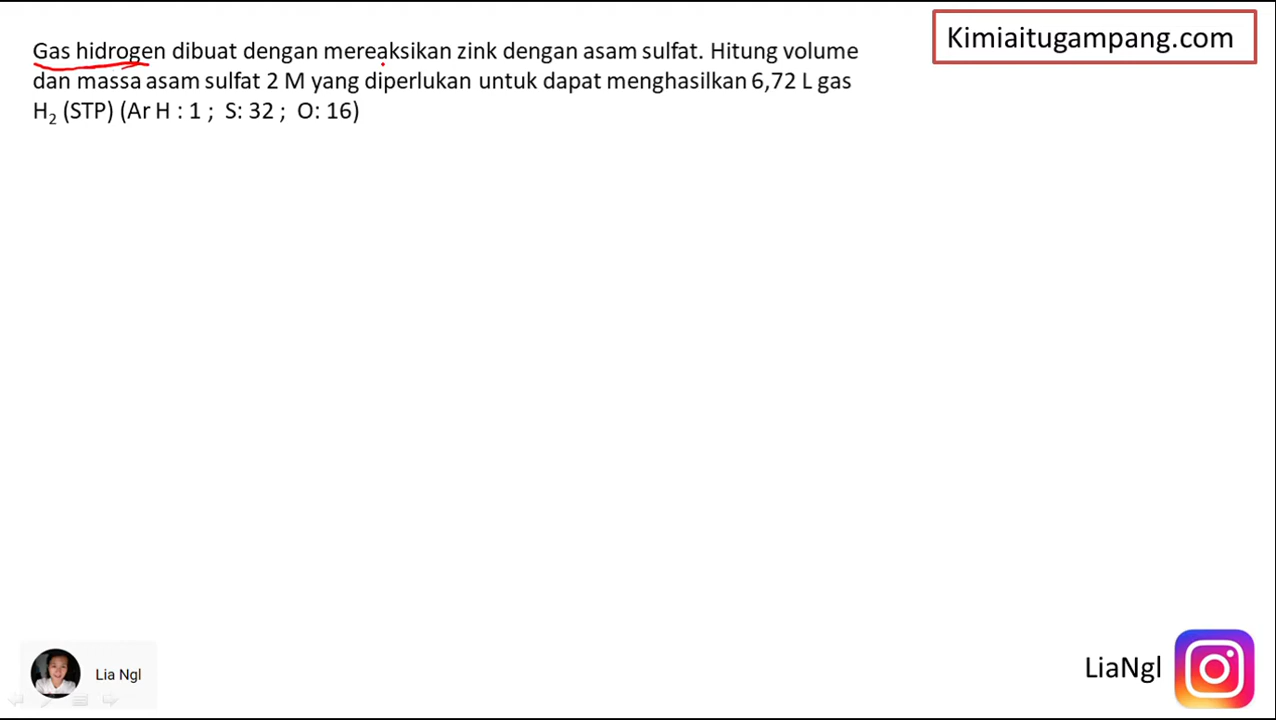 Kimiaitugampang.com
Gas hidrogen dibuat dengan mereaksikan zink dengan asam sulfat. Hitung volume
dan massa asam sulfat 2 M yang diperlukan untuk dapat menghasilkan 6,72 L gas
H₂ (STP) (Ar H : 1 ; S: 32 ; O: 16)
Lia Ngl
LiaNgl